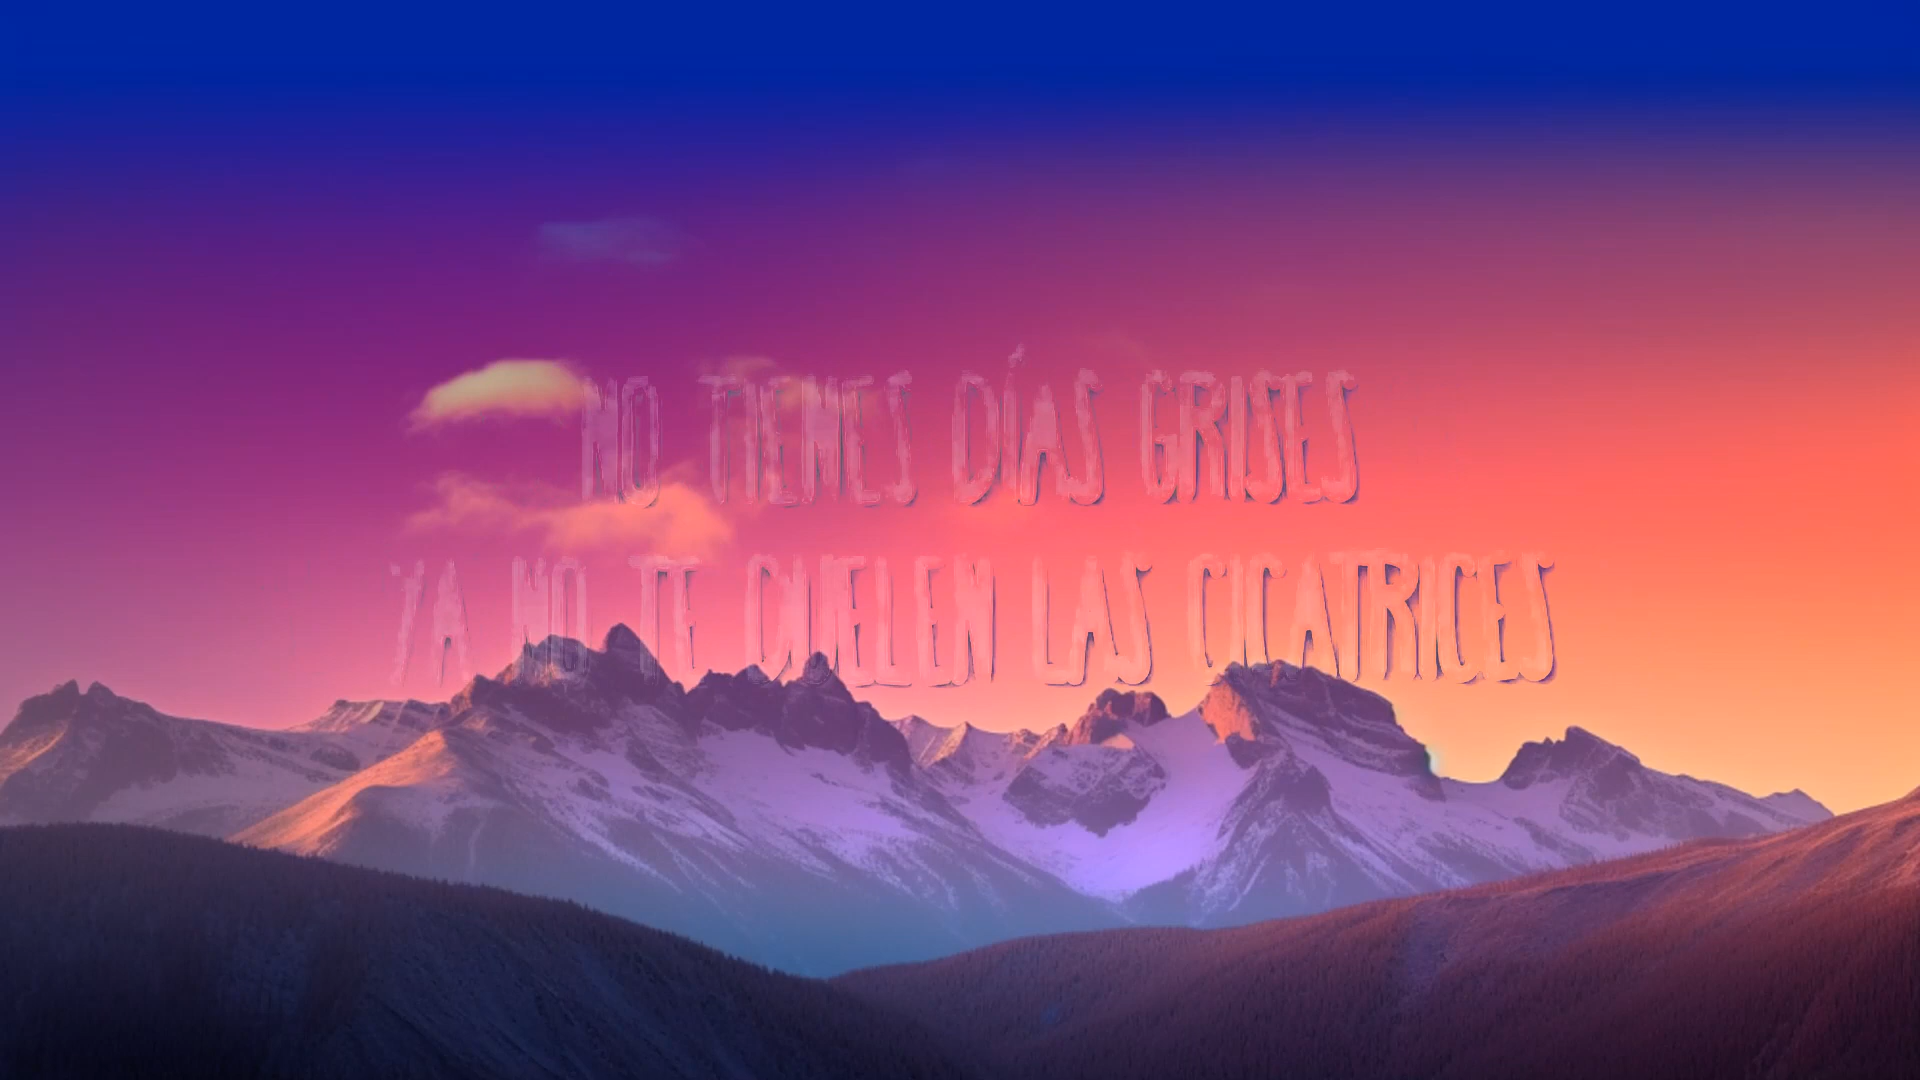 NO TIENES DÍAS GRISES
YA NO TE DUELEN LAS CICATRICES